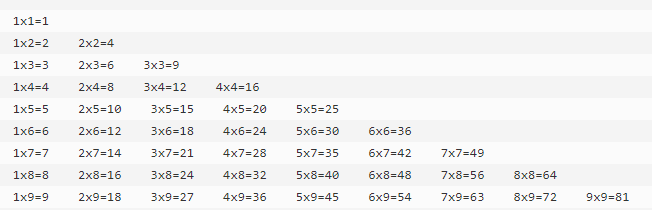 1x1=1
1x2=2 2x2=4
1x3=3 2x3=6 3x3=9
1x4=4 2x4=8 3x4=12 4x4=16
1x5=5 2x5=10 3x5=15 4x5=20 5x5=25
1x6=6 2x6=12 3x6=18 4x6=24 5x6=30 6x6=36
1x7=7 2x7=14 3x7=21 4x7=28 5x7=35 6x7=42 7x7=49
1x8=8 2x8=16 3x8=24 4x8=32 5x8=40 6x8=48 7x8=56 8x8=64
1x9=9 2x9=18 3x9=27 4x9=36 5x9=45 6x9=54 7x9=63 8x9=72 9x9=81